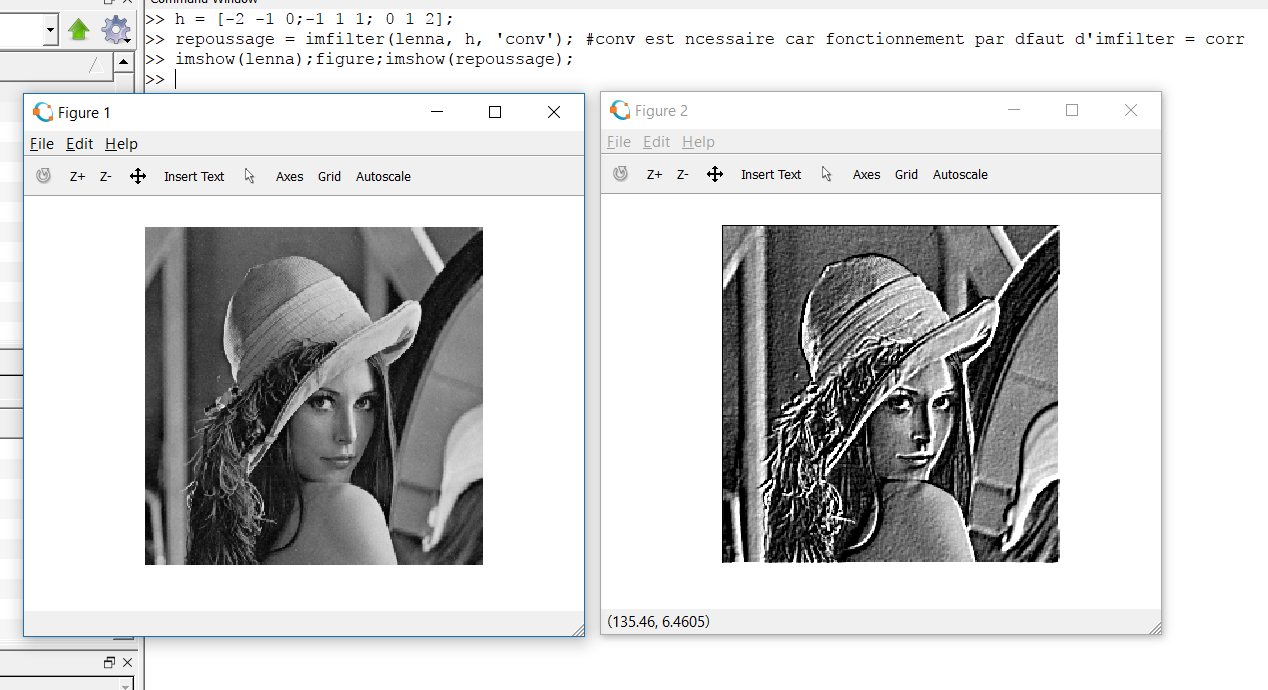 Command Window
>> h = [-2 -1 0;-1 1 1; 0 1 2];
>> repoussage = imfilter(lenna, h, 'conv'); #conv est ncessaire car fonctionnement par dfaut d'imfilter = corr
>> imshow(lenna);figure;imshow(repoussage);
>>
Figure 1
File Edit Help
Z+ Z- Insert Text Axes Grid Autoscale
Figure 2
File Edit Help
Z+ Z- Insert Text Axes Grid Autoscale
(135.46, 6.4605)